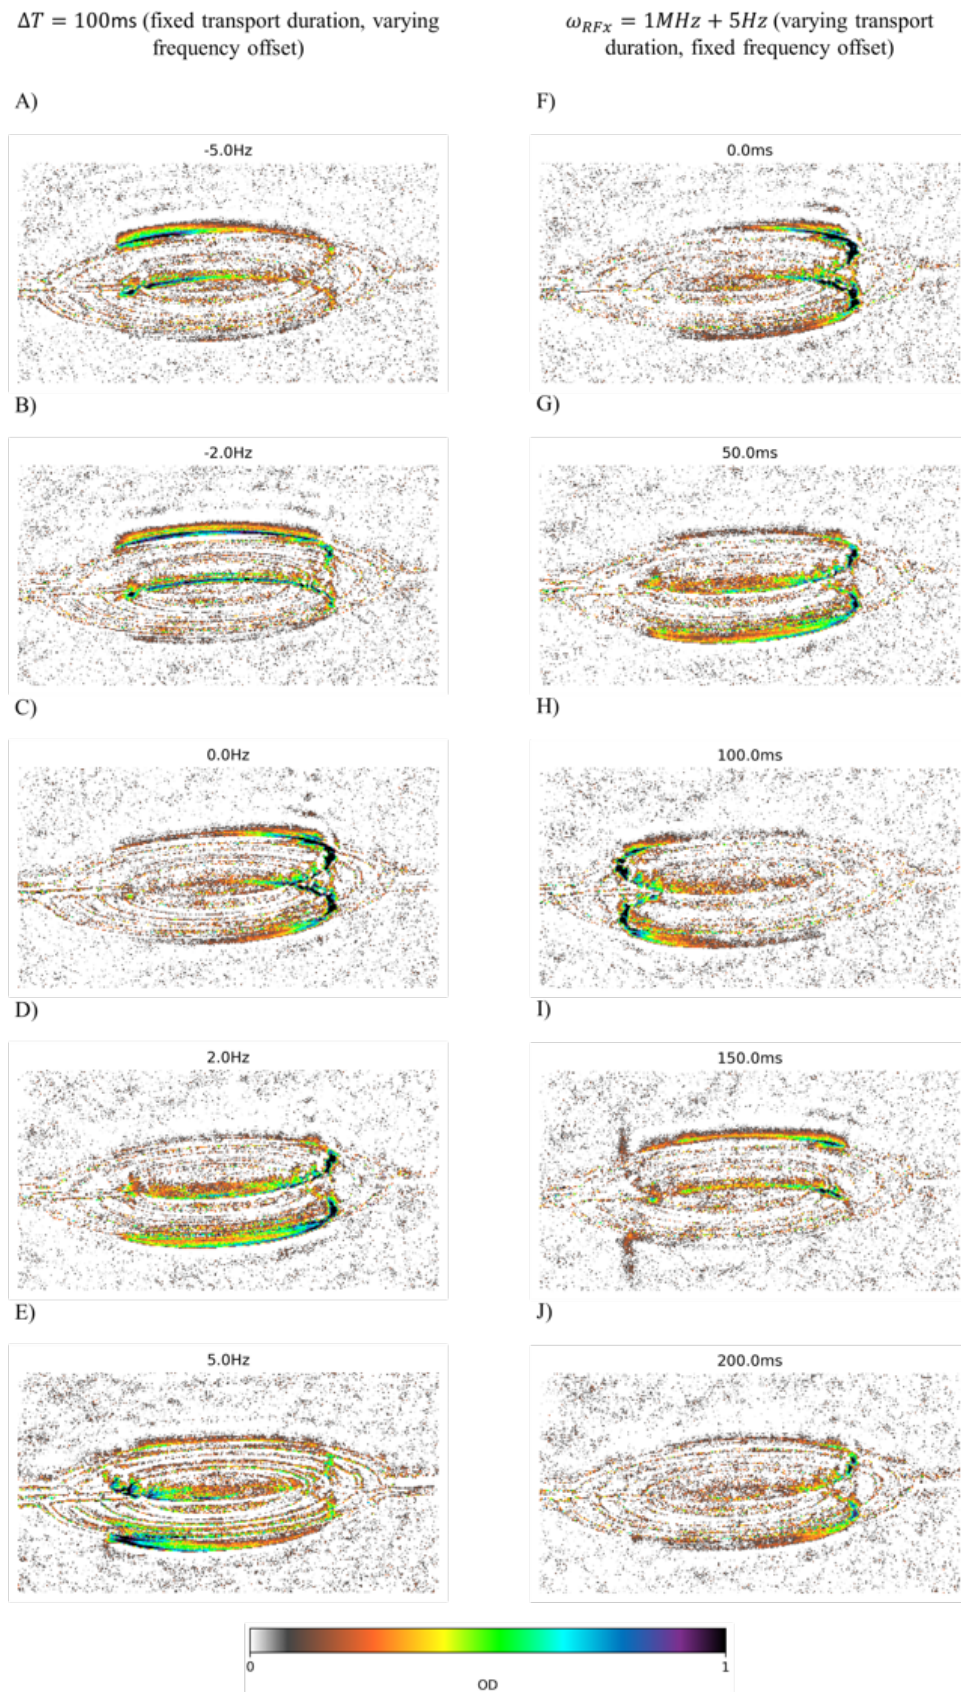 ΔT = 100ms (fixed transport duration, varying
frequency offset)
A)
-5.0Hz
B)
-2.0Hz
C)
0.0Hz
D)
2.0Hz
E)
5.0Hz
ω_RFx = 1MHz + 5Hz (varying transport
duration, fixed frequency offset)
F)
0.0ms
G)
50.0ms
H)
100.0ms
I)
150.0ms
J)
200.0ms
0
1
OD